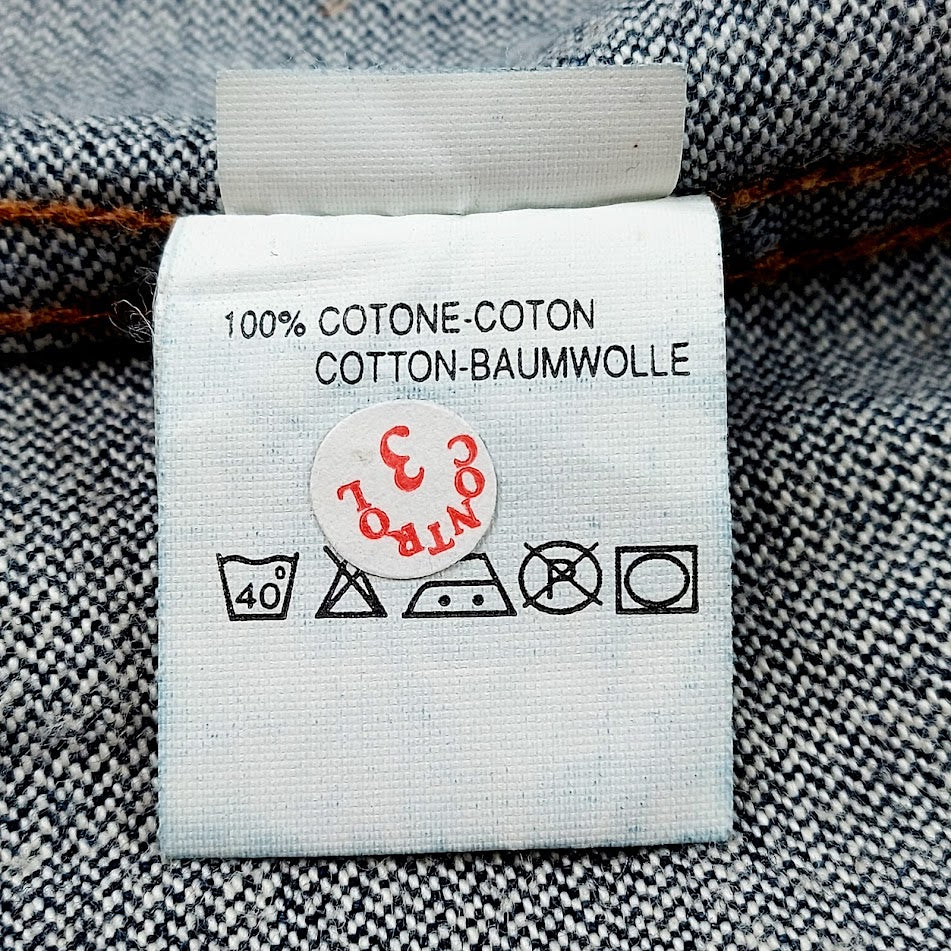 100% COTONE-COTON
COTTON-BAUMWOLLE
3
CONTROL
40°
P